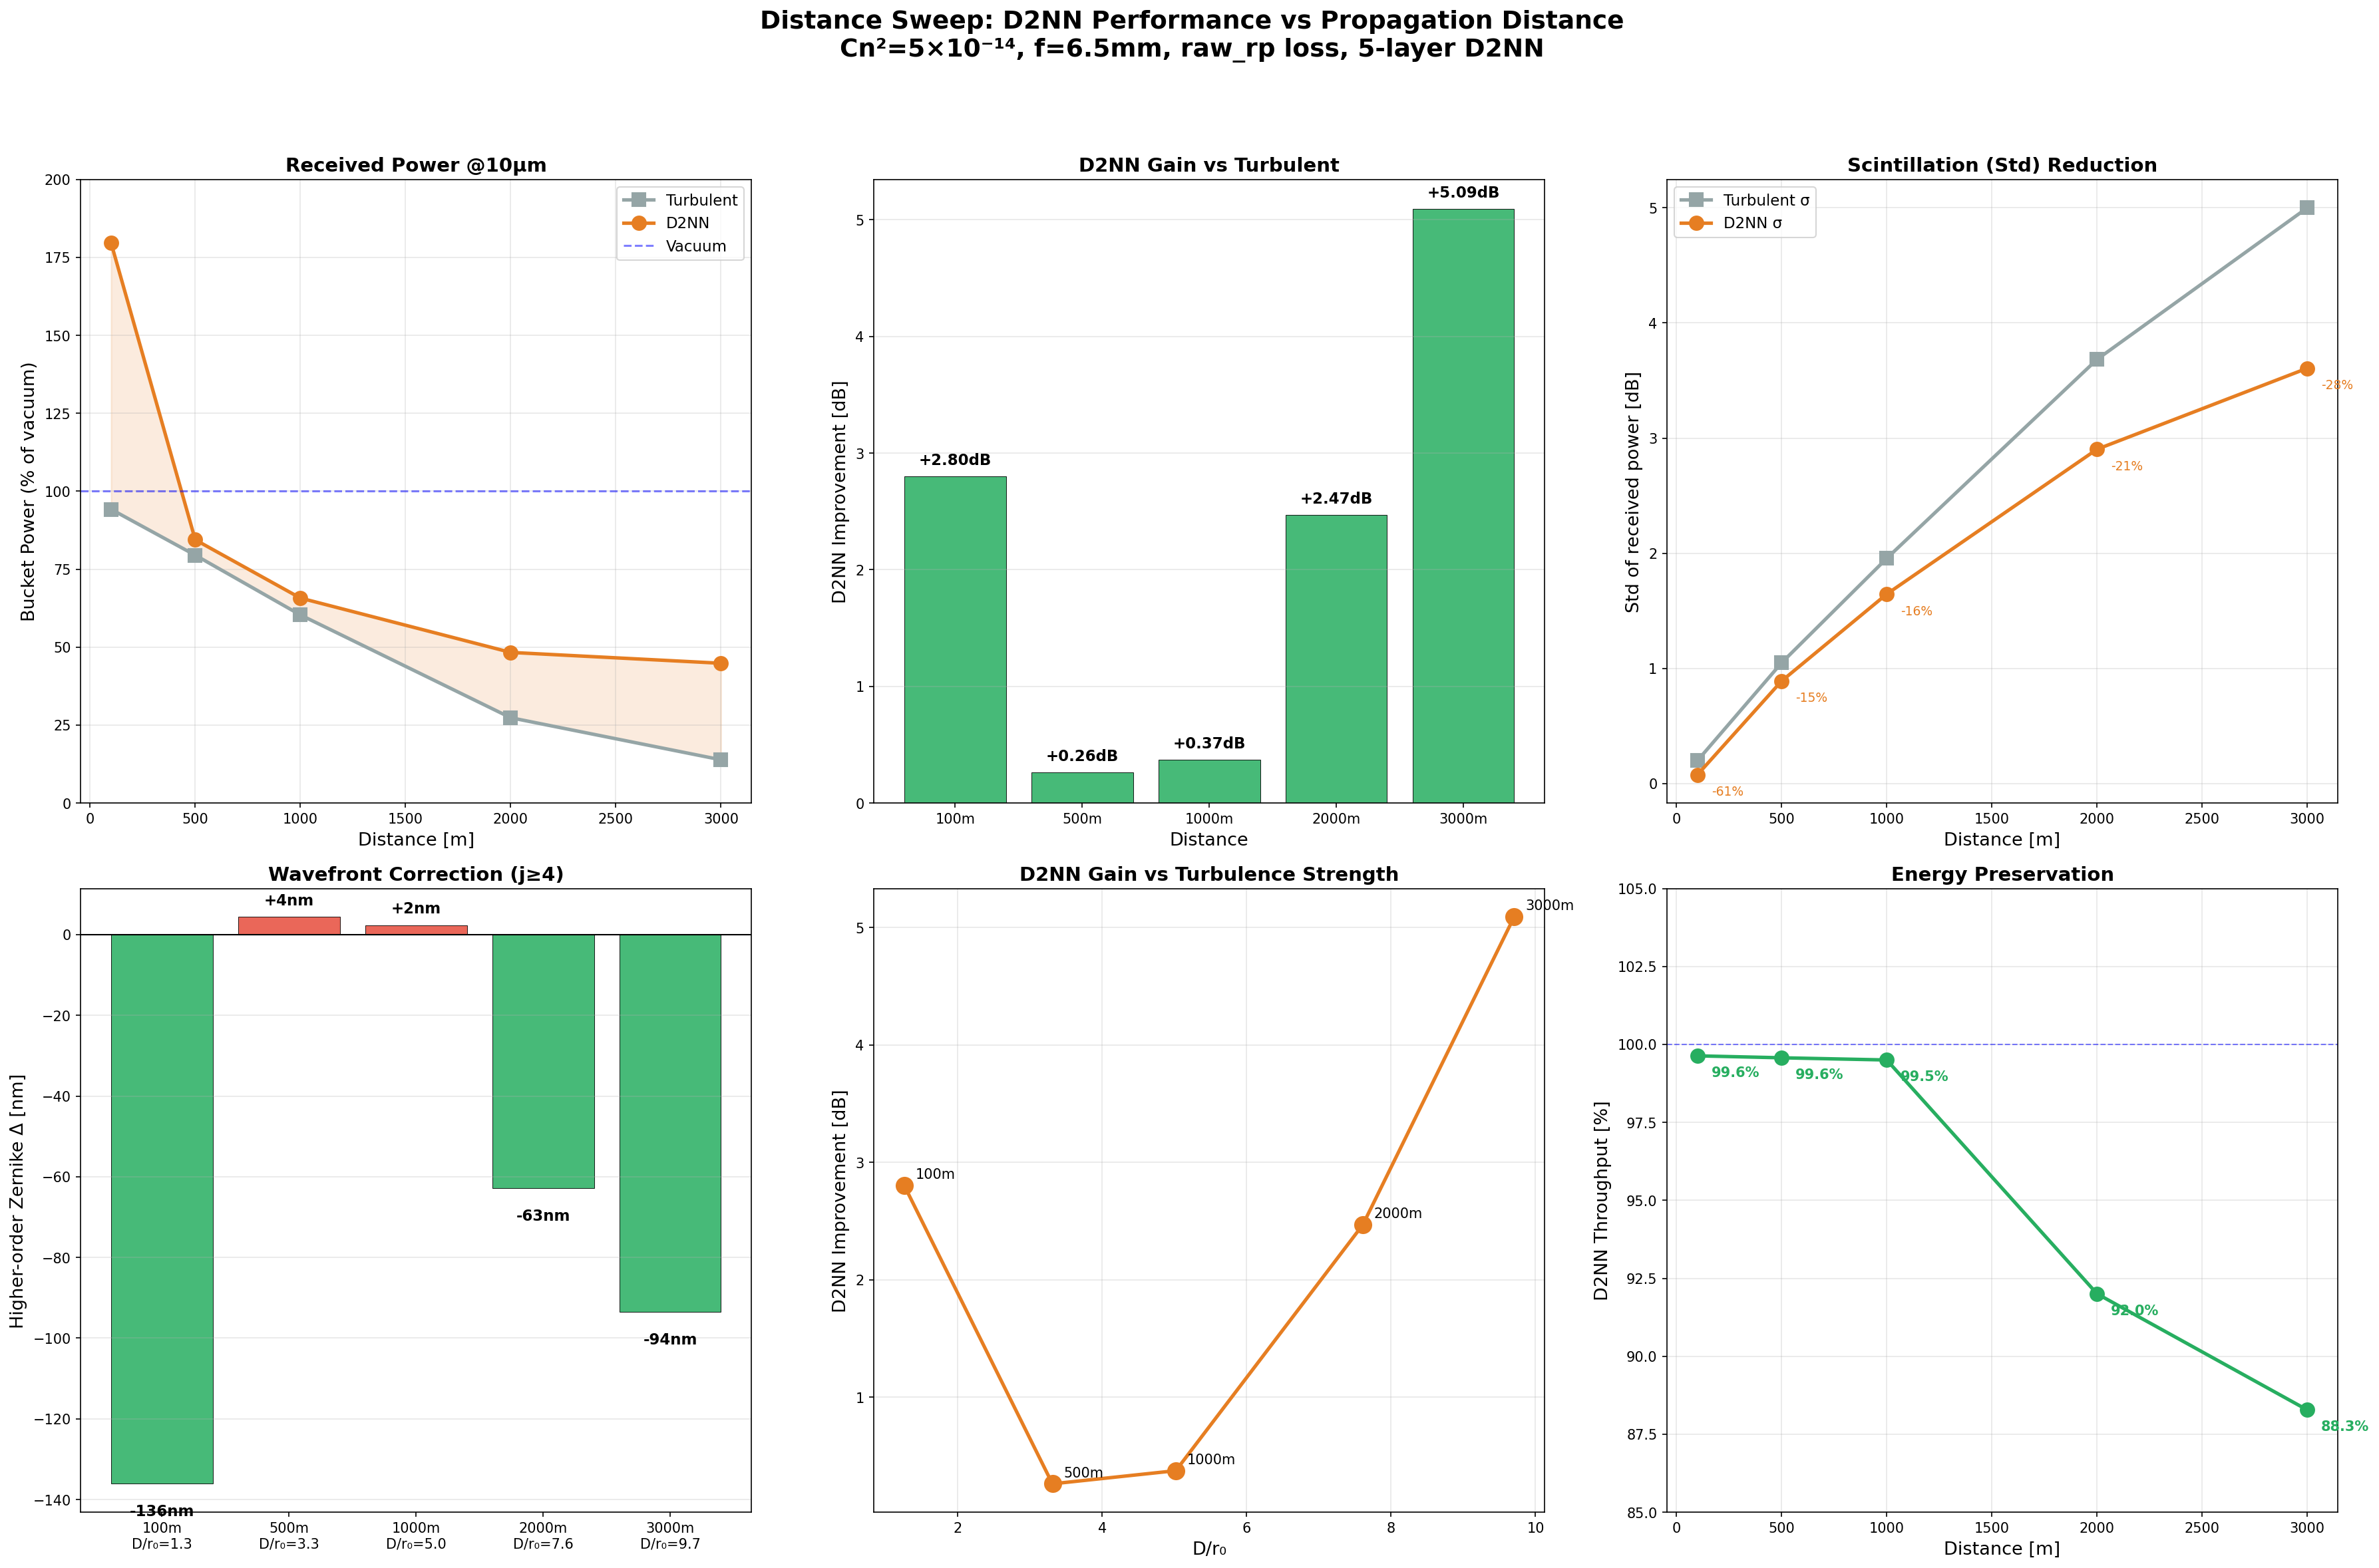 Distance Sweep: D2NN Performance vs Propagation Distance
Cn²=5×10⁻¹⁴, f=6.5mm, raw_rp loss, 5-layer D2NN
Received Power @10μm
Bucket Power (% of vacuum)
200
175
150
125
100
75
50
25
0
Turbulent
D2NN
Vacuum
0 500 1000 1500 2000 2500 3000
Distance [m]
D2NN Gain vs Turbulent
D2NN Improvement [dB]
5
4
3
2
1
0
+2.80dB
+0.26dB
+0.37dB
+2.47dB
+5.09dB
100m 500m 1000m 2000m 3000m
Distance
Scintillation (Std) Reduction
Std of received power [dB]
5
4
3
2
1
0
Turbulent σ
D2NN σ
-61%
-15%
-16%
-21%
-28%
0 500 1000 1500 2000 2500 3000
Distance [m]
Wavefront Correction (j≥4)
Higher-order Zernike Δ [nm]
0
−20
−40
−60
−80
−100
−120
−140
-136nm
+4nm
+2nm
-63nm
-94nm
100m 500m 1000m 2000m 3000m
D/r₀=1.3 D/r₀=3.3 D/r₀=5.0 D/r₀=7.6 D/r₀=9.7
D2NN Gain vs Turbulence Strength
D2NN Improvement [dB]
5
4
3
2
1
100m
500m
1000m
2000m
3000m
2 4 6 8 10
D/r₀
Energy Preservation
D2NN Throughput [%]
105.0
102.5
100.0
97.5
95.0
92.5
90.0
87.5
85.0
99.6%
99.6%
99.5%
92.0%
88.3%
0 500 1000 1500 2000 2500 3000
Distance [m]